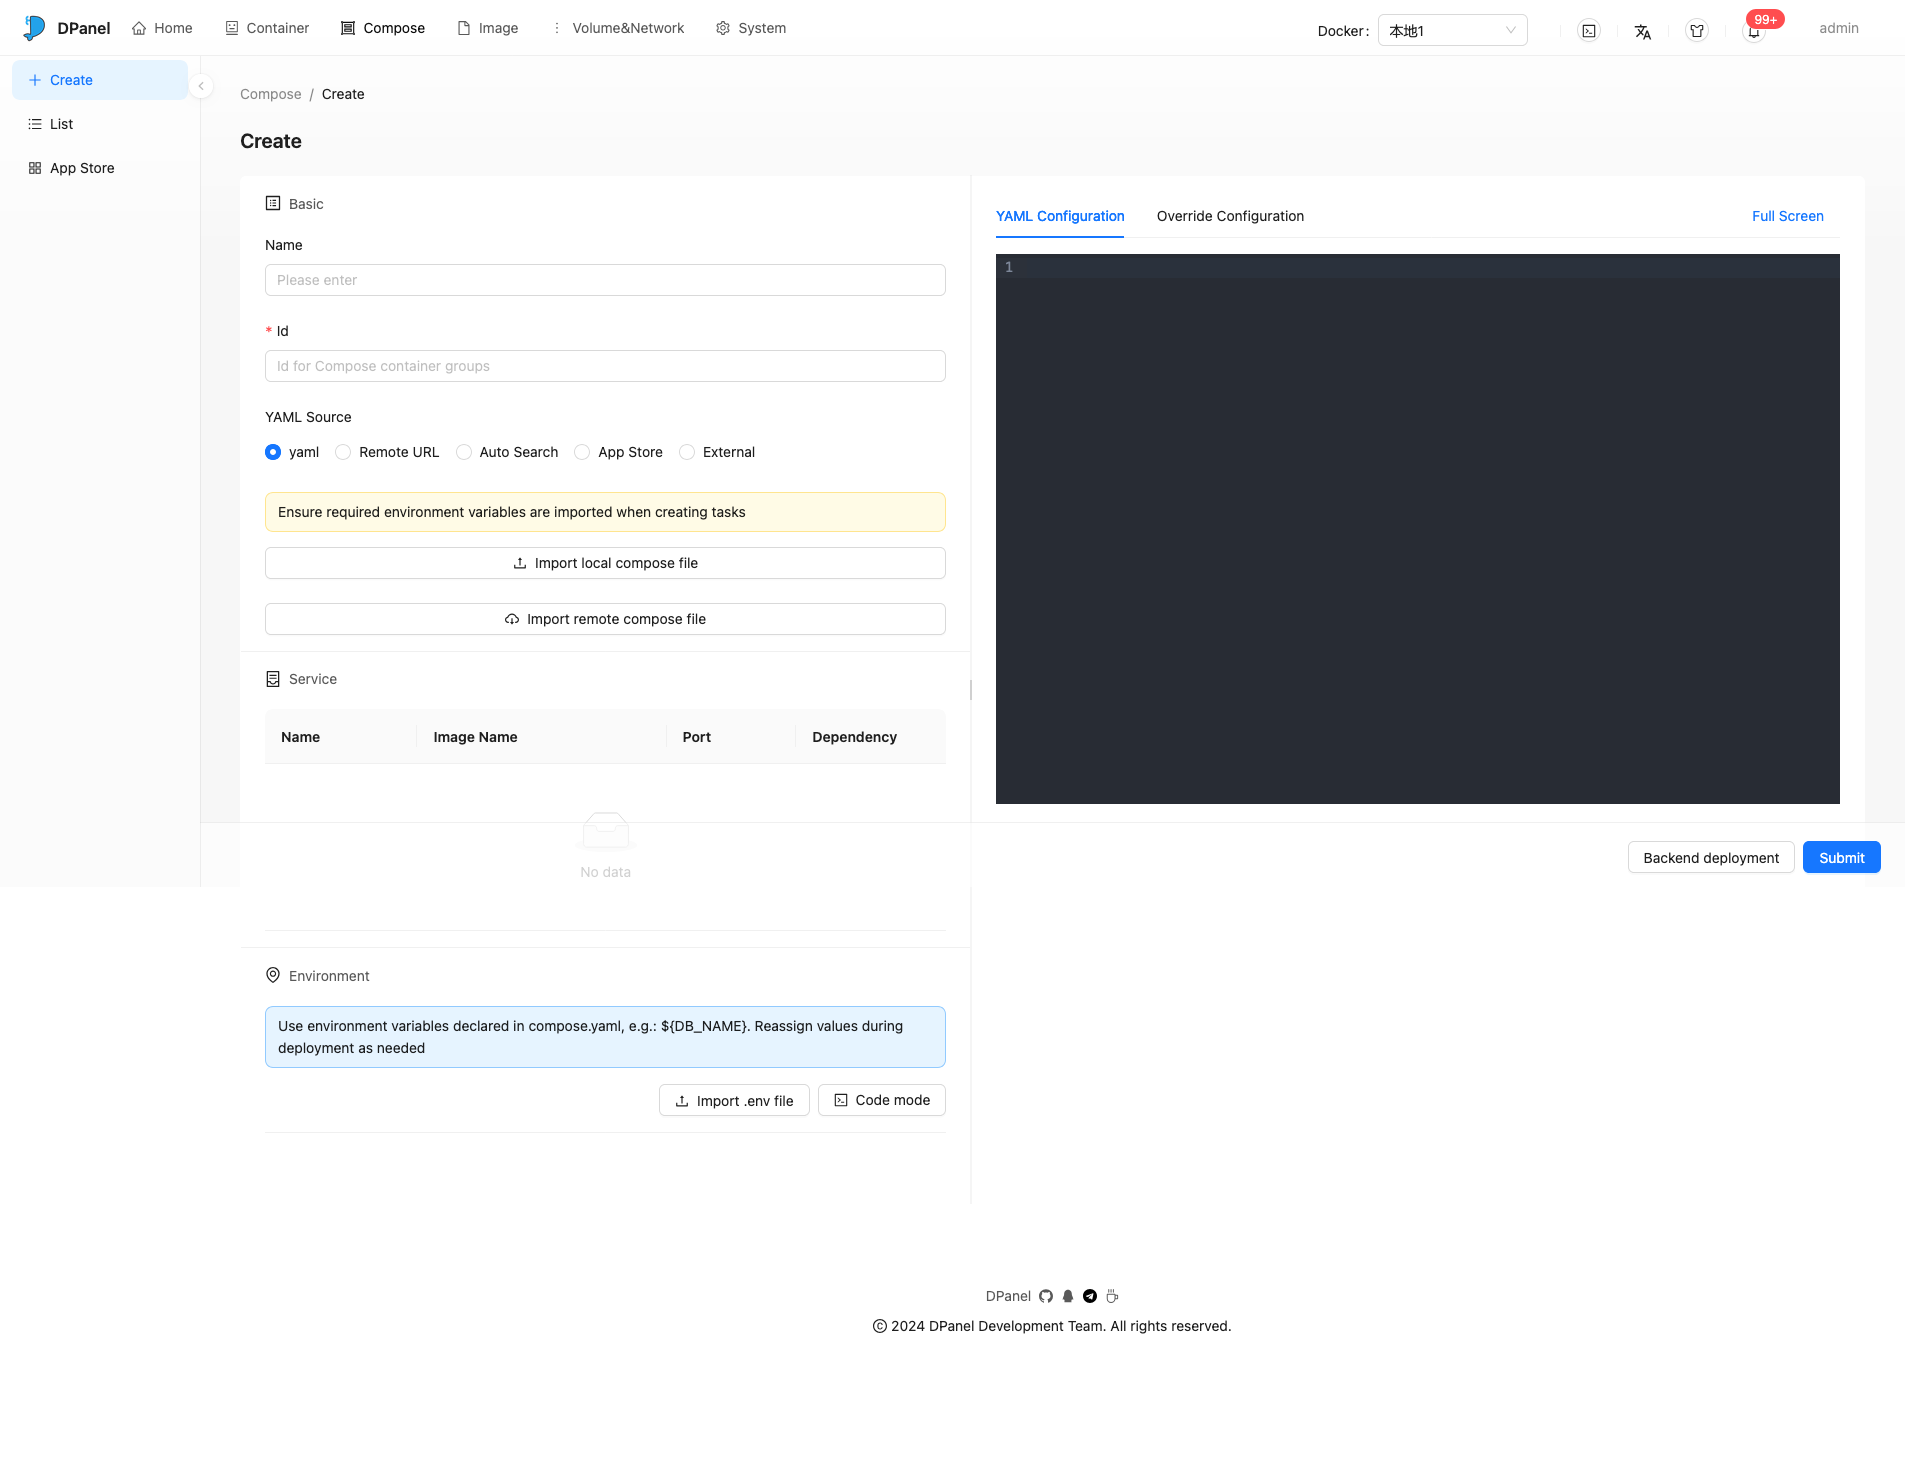 DPanel Home Container Compose Image Volume&Network System Docker : 本地1 99+ admin
Create
List
App Store
Compose / Create
Create
Basic
Name
Please enter
* Id
Id for Compose container groups
YAML Source
yaml Remote URL Auto Search App Store External
Ensure required environment variables are imported when creating tasks
Import local compose file
Import remote compose file
Service
Name Image Name Port Dependency
No data
Environment
Use environment variables declared in compose.yaml, e.g.: ${DB_NAME}. Reassign values during
deployment as needed
Import .env file Code mode
YAML Configuration Override Configuration Full Screen
1
Backend deployment Submit
DPanel
© 2024 DPanel Development Team. All rights reserved.